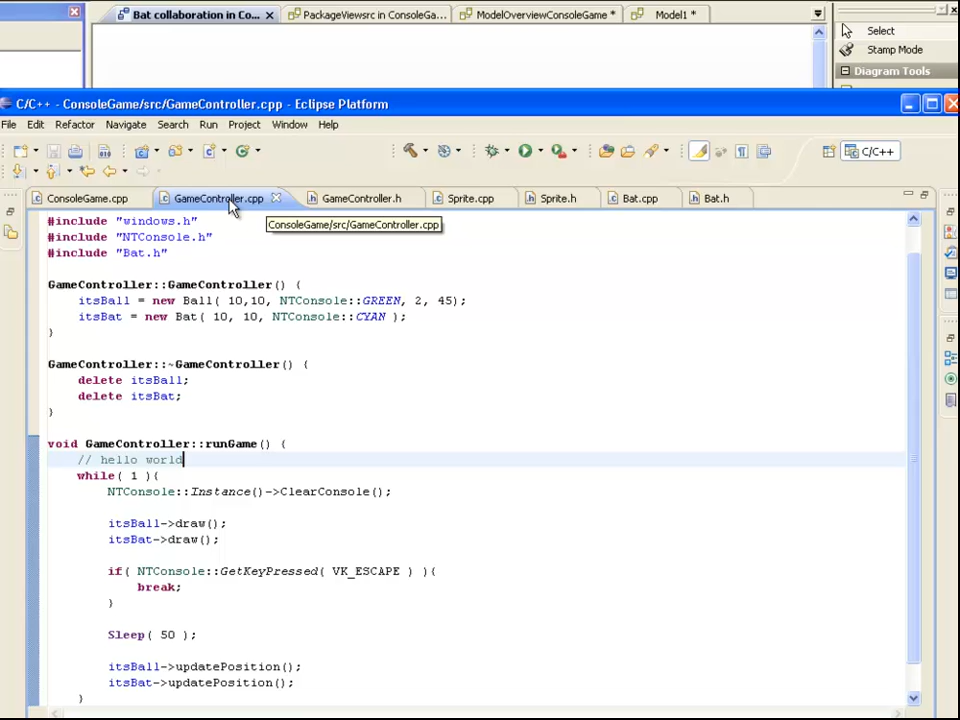 Bat collaboration in Co... PackageViewsrc in ConsoleGa... ModelOverviewConsoleGame * Model1 *
Select
Stamp Mode
Diagram Tools
C/C++ - ConsoleGame/src/GameController.cpp - Eclipse Platform
File Edit Refactor Navigate Search Run Project Window Help
C/C++
ConsoleGame.cpp GameController.cpp GameController.h Sprite.cpp Sprite.h Bat.cpp Bat.h
#include "windows.h"
ConsoleGame/src/GameController.cpp
#include "NTConsole.h"
#include "Bat.h"
GameController::GameController() {
itsBall = new Ball( 10,10, NTConsole::GREEN, 2, 45);
itsBat = new Bat( 10, 10, NTConsole::CYAN );
}
GameController::~GameController() {
delete itsBall;
delete itsBat;
}
void GameController::runGame() {
// hello world
while( 1 ){
NTConsole::Instance()->ClearConsole();
itsBall->draw();
itsBat->draw();
if( NTConsole::GetKeyPressed( VK_ESCAPE ) ){
break;
}
Sleep( 50 );
itsBall->updatePosition();
itsBat->updatePosition();
}